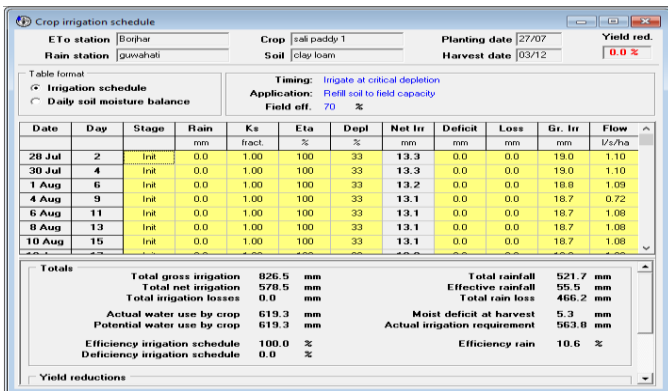 Crop irrigation schedule
ETo station Borjhar Crop sali paddy 1 Planting date 27/07 Yield red.
Rain station guwahati Soil clay loam Harvest date 03/12 0.0 %
Table format
Irrigation schedule
Daily soil moisture balance
Timing: Irrigate at critical depletion
Application: Refill soil to field capacity
Field eff. 70 %
Date Day Stage Rain Ks Eta Depl Net Irr Deficit Loss Gr. Irr Flow
mm fract. % % mm mm mm mm l/s/ha
28 Jul 2 Init 0.0 1.00 100 33 13.3 0.0 0.0 19.0 1.10
30 Jul 4 Init 0.0 1.00 100 33 13.3 0.0 0.0 19.0 1.10
1 Aug 6 Init 0.0 1.00 100 33 13.2 0.0 0.0 18.8 1.09
4 Aug 9 Init 0.0 1.00 100 33 13.1 0.0 0.0 18.7 0.72
6 Aug 11 Init 0.0 1.00 100 33 13.1 0.0 0.0 18.7 1.08
8 Aug 13 Init 0.0 1.00 100 33 13.1 0.0 0.0 18.7 1.08
10 Aug 15 Init 0.0 1.00 100 33 13.1 0.0 0.0 18.7 1.08
Totals
Total gross irrigation 826.5 mm Total rainfall 521.7 mm
Total net irrigation 578.5 mm Effective rainfall 55.5 mm
Total irrigation losses 0.0 mm Total rain loss 466.2 mm
Actual water use by crop 619.3 mm Moist deficit at harvest 5.3 mm
Potential water use by crop 619.3 mm Actual irrigation requirement 563.8 mm
Efficiency irrigation schedule 100.0 % Efficiency rain 10.6 %
Deficiency irrigation schedule 0.0 %
Yield reductions